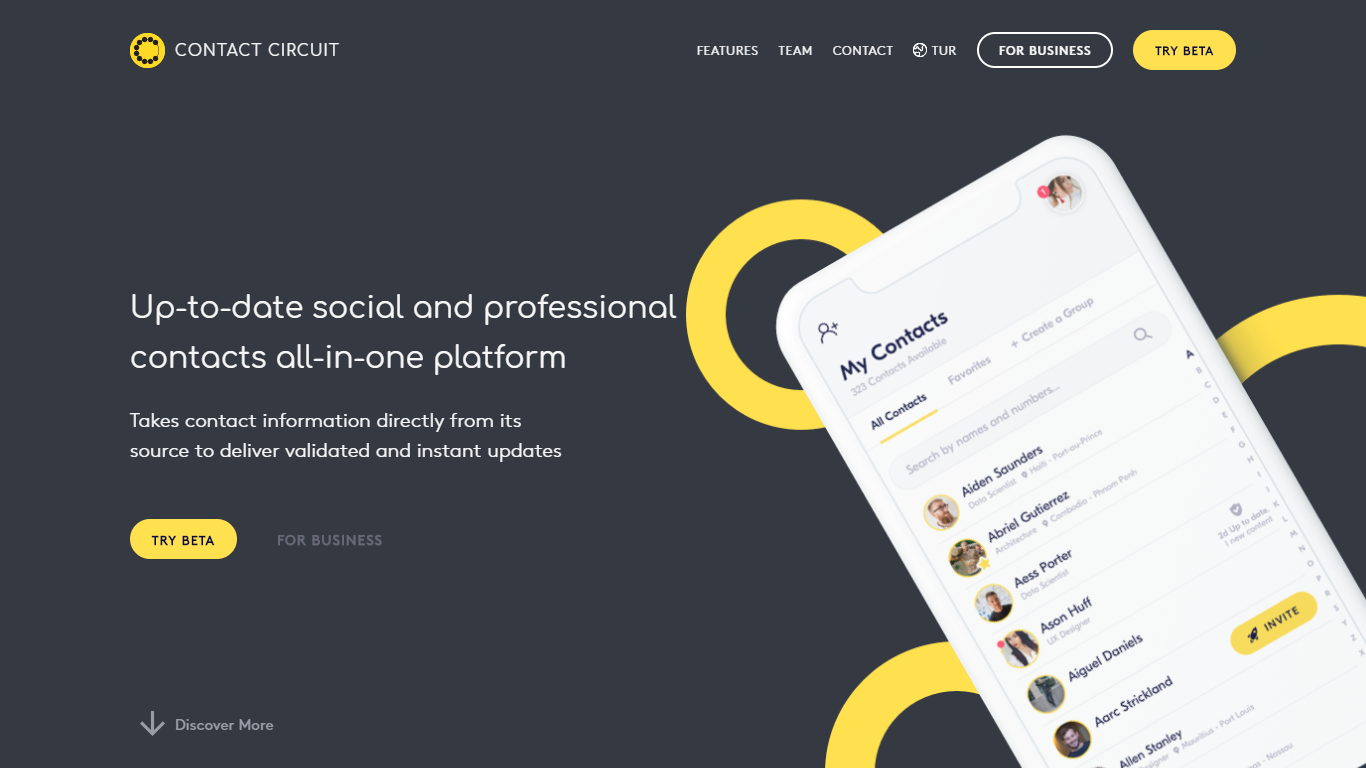 CONTACT CIRCUIT
FEATURES
TEAM
CONTACT
TUR
FOR BUSINESS
TRY BETA
Up-to-date social and professional
contacts all-in-one platform
Takes contact information directly from its
source to deliver validated and instant updates
TRY BETA
FOR BUSINESS
Discover More
My Contacts
323 Contacts Available
All Contacts
Favorites
+ Create a Group
Search by names and numbers...
Aiden Saunders
Data Scientist
Haiti - Port-au-Prince
Abriel Gutierrez
Architecture
Cambodia - Phnom Penh
Aess Porter
Data Scientist
2d Up to date,
1 new content
Ason Huff
UX Designer
Aiguel Daniels
INVITE
Aarc Strickland
Allen Stanley
Designer
Mauritius - Port Louis
- Nassau
A
B
C
D
E
F
G
H
I
J
K
L
M
N
O
P
R
S
Y
Z
X